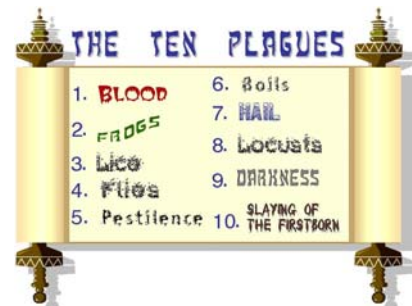 THE TEN PLAGUES
1. BLOOD
2. FROGS
3. Lice
4. Flies
5. Pestilence
6. Boils
7. HAIL
8. Locusts
9. DARKNESS
10. SLAYING OF
THE FIRSTBORN